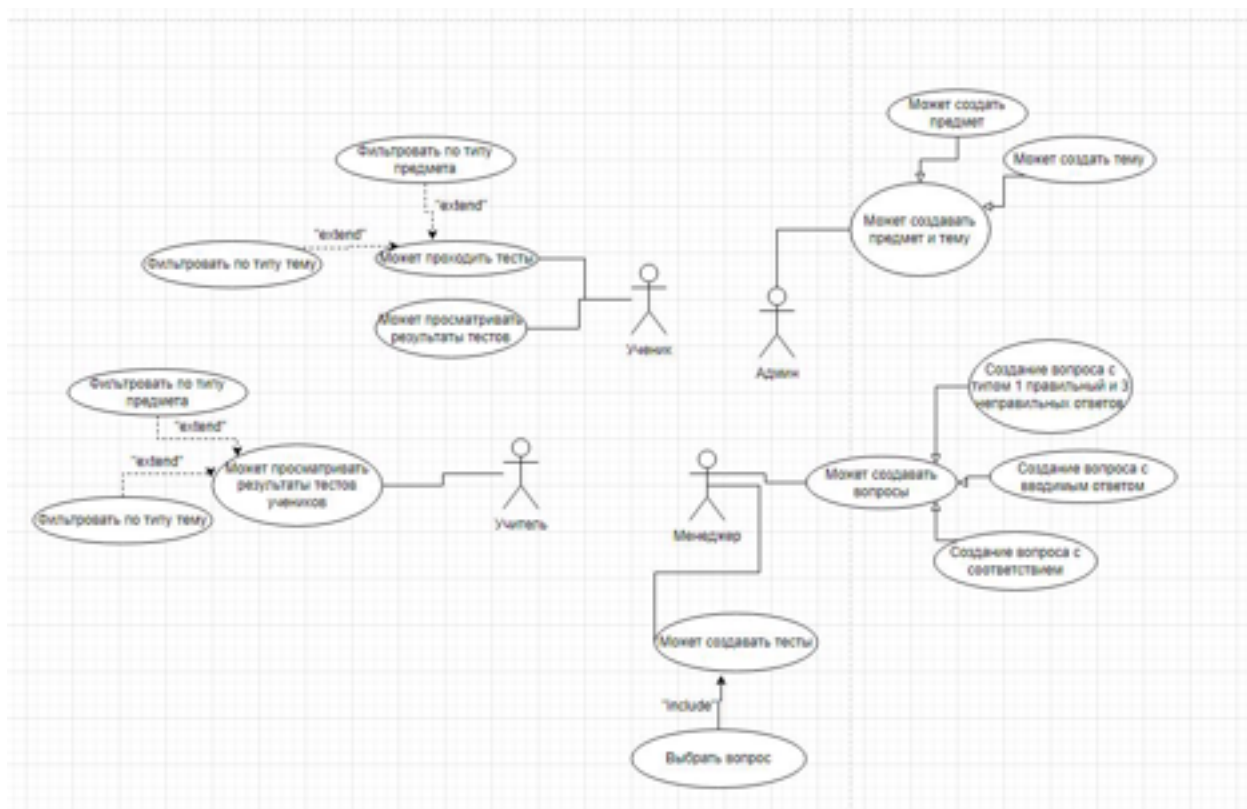 Может создать
предмет
Фильтровать по типу
предмета
Может создать тему
"extend"
Может создавать
предмет и тему
"extend"
Фильтровать по типу тему
Может проходить тесты
Может просматривать
результаты тестов
Ученик
Админ
Создание вопроса с
типом 1 правильный и 3
неправильных ответов
Фильтровать по типу
предмета
"extend"
"extend"
Может просматривать
результаты тестов
учеников
Может создавать
вопросы
Создание вопроса с
вводимым ответом
Фильтровать по типу тему
Учитель
Менеджер
Создание вопроса с
соответствием
Может создавать тесты
"include"
Выбрать вопрос